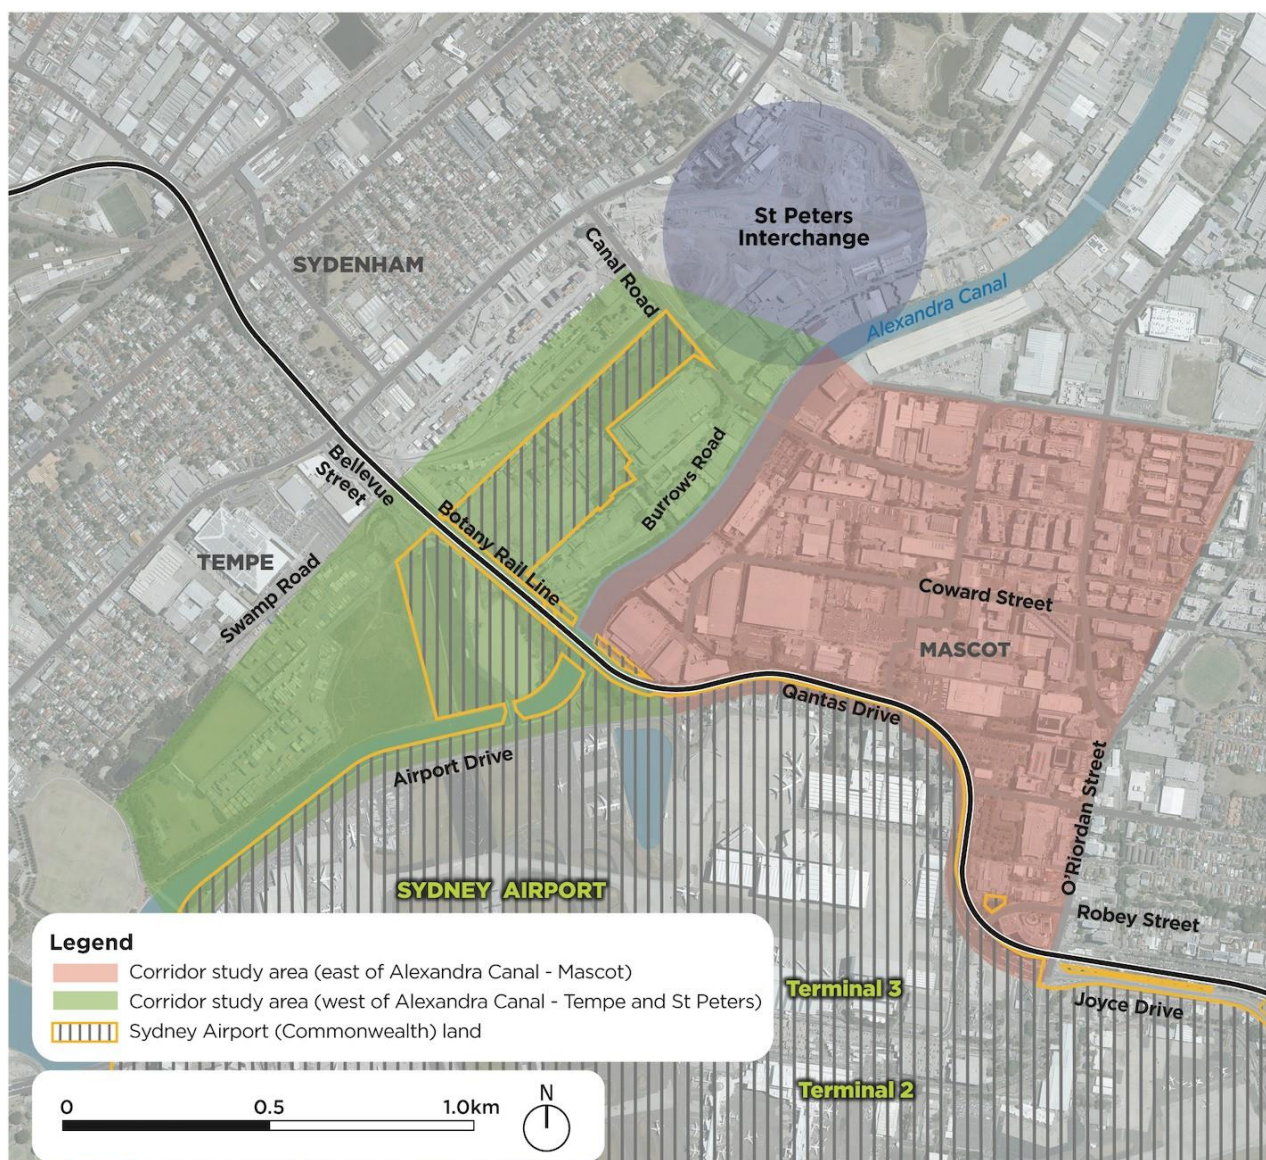 St Peters
Interchange
Canal Road
SYDENHAM
Alexandra Canal
Bellevue
Street
Burrows Road
Botany Rail Line
TEMPE
Swamp Road
Coward Street
MASCOT
Qantas Drive
Airport Drive
O'Riordan Street
SYDNEY AIRPORT
Robey Street
Legend
Corridor study area (east of Alexandra Canal - Mascot)
Corridor study area (west of Alexandra Canal - Tempe and St Peters)
Sydney Airport (Commonwealth) land
Terminal 3
Joyce Drive
Terminal 2
0 0.5 1.0km
N